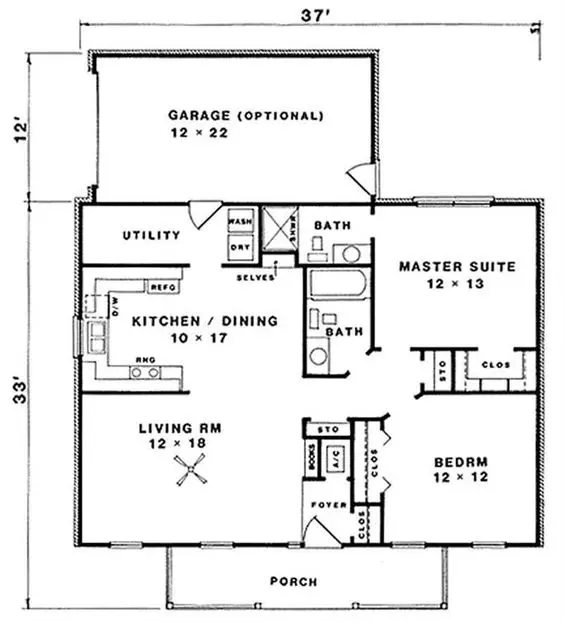 37'
12'
GARAGE (OPTIONAL)
12 × 22
UTILITY
WASH
DRY
SHWR
BATH
MASTER SUITE
12 × 13
SELVES
REFG
D/W
KITCHEN / DINING
10 × 17
BATH
RNG
STO
CLOS
33'
LIVING RM
12 × 18
STO
BOOKS
A/C
CLOS
BEDRM
12 × 12
FOYER
CLOS
PORCH